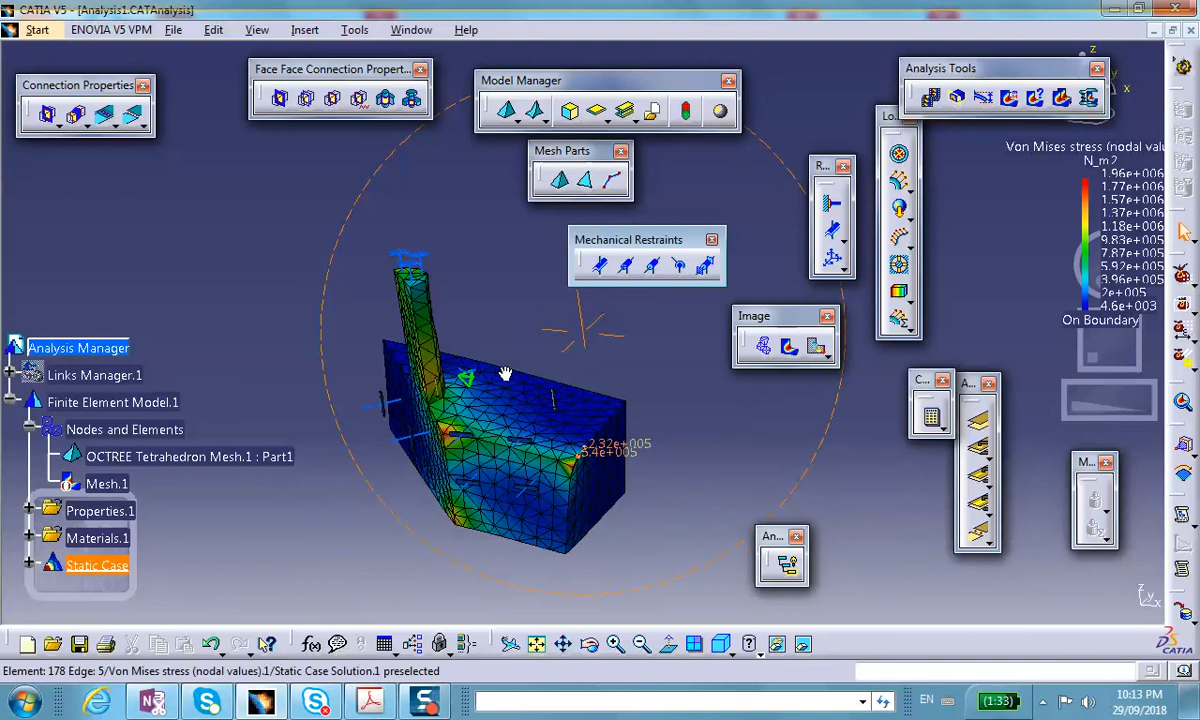 CATIA V5 - [Analysis1.CATAnalysis]
Start ENOVIA V5 VPM File Edit View Insert Tools Window Help
Connection Properties
Face Face Connection Propert...
Model Manager
Analysis Tools
Lo...
Mesh Parts
R...
Mechanical Restraints
Image
z
x
Von Mises stress (nodal valu
N_m2
1.96e+006
1.77e+006
1.57e+006
1.37e+006
1.18e+006
9.83e+005
7.87e+005
5.92e+005
3.96e+005
2e+005
4.6e+003
On Boundary
Analysis Manager
Links Manager.1
Finite Element Model.1
Nodes and Elements
OCTREE Tetrahedron Mesh.1 : Part1
Mesh.1
Properties.1
Materials.1
Static Case
2.32e+005
C...
A...
M...
An...
z
y
x
f(x)
CATIA
Element: 178 Edge: 5/Von Mises stress (nodal values).1/Static Case Solution.1 preselected
EN
(1:33)
10:13 PM
29/09/2018